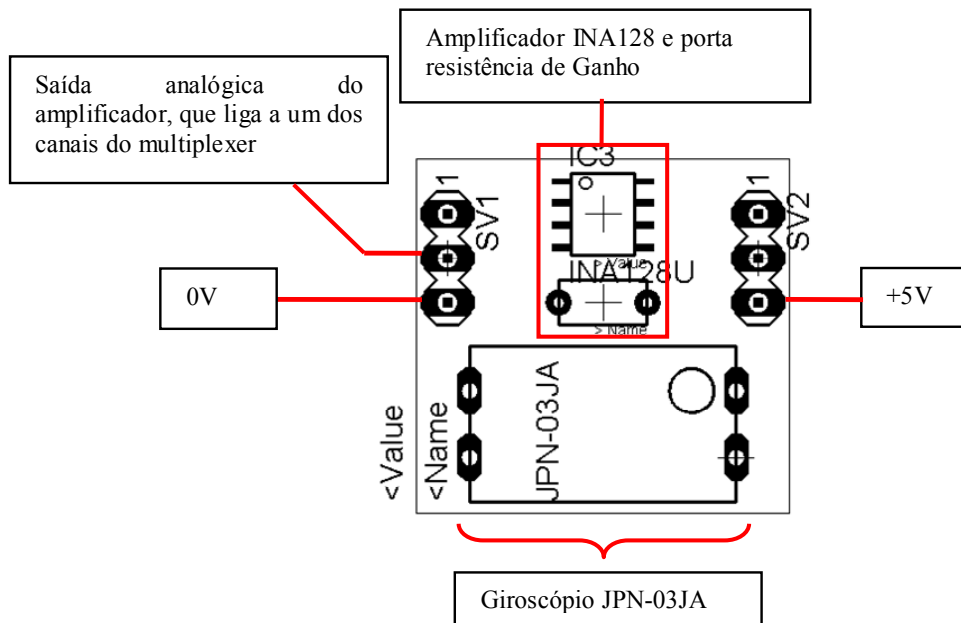 Amplificador INA128 e porta
resistência de Ganho
Saída analógica do
amplificador, que liga a um dos
canais do multiplexer
IC3
1
SV1
1
SV2
>Value
INA128U
>Name
0V
+5V
JPN-03JA
<Value
<Name
Giroscópio JPN-03JA